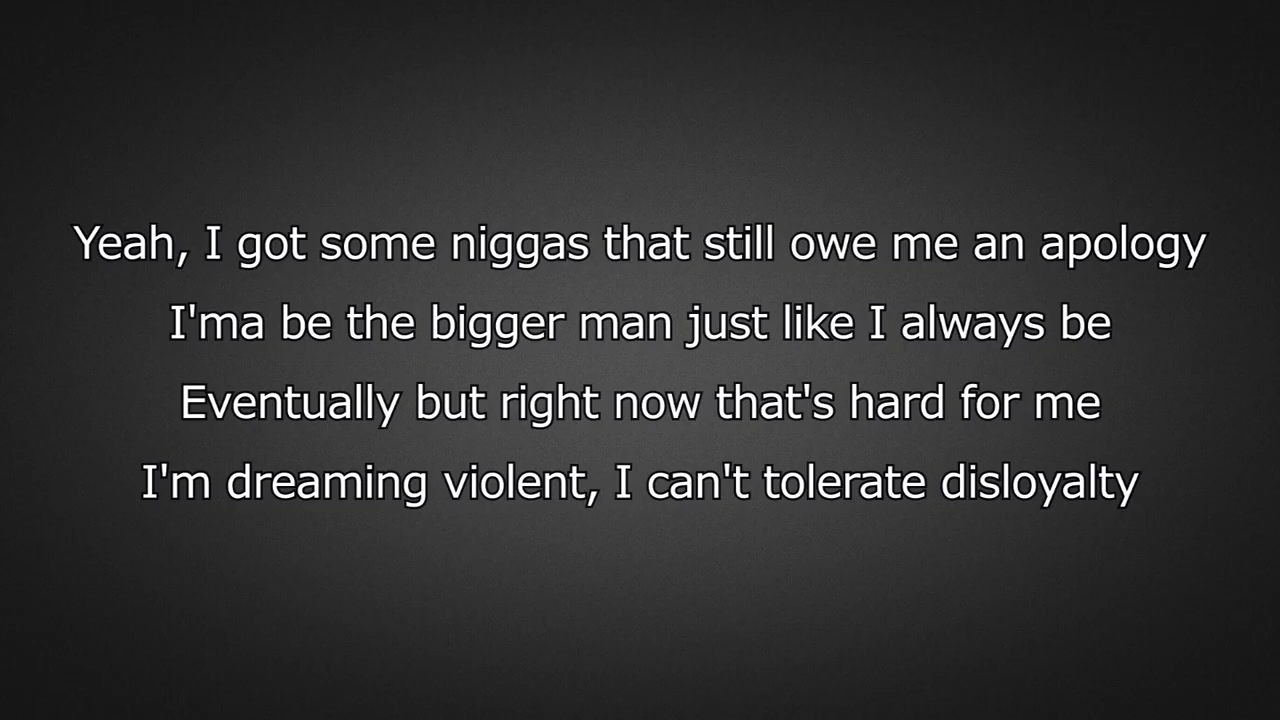 Yeah, I got some niggas that still owe me an apology
I'ma be the bigger man just like I always be
Eventually but right now that's hard for me
I'm dreaming violent, I can't tolerate disloyalty